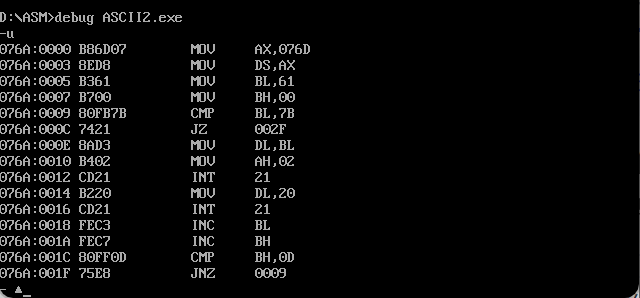 D:\ASM>debug ASCII2.exe
-u
076A:0000 B86D07 MOV AX,076D
076A:0003 8ED8 MOV DS,AX
076A:0005 B361 MOV BL,61
076A:0007 B700 MOV BH,00
076A:0009 80FB7B CMP BL,7B
076A:000C 7421 JZ 002F
076A:000E 8AD3 MOV DL,BL
076A:0010 B402 MOV AH,02
076A:0012 CD21 INT 21
076A:0014 B220 MOV DL,20
076A:0016 CD21 INT 21
076A:0018 FEC3 INC BL
076A:001A FEC7 INC BH
076A:001C 80FF0D CMP BH,0D
076A:001F 75E8 JNZ 0009
- ▲_